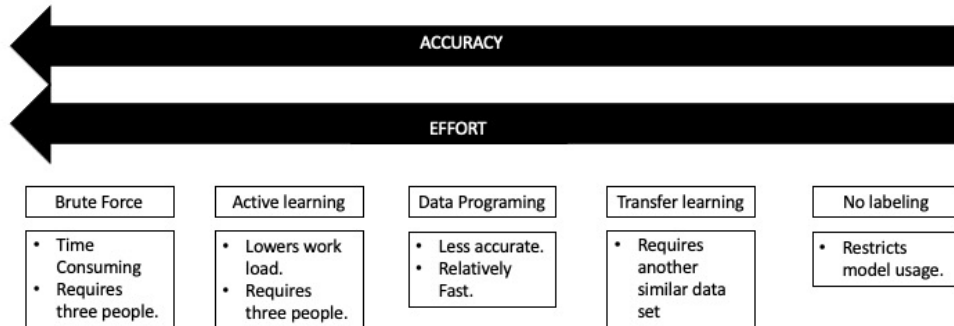 ACCURACY
EFFORT
Brute Force
Active learning
Data Programing
Transfer learning
No labeling
• Time
Consuming
• Requires
three people.
• Lowers work
load.
• Requires
three people.
• Less accurate.
• Relatively
Fast.
• Requires
another
similar data
set
• Restricts
model usage.